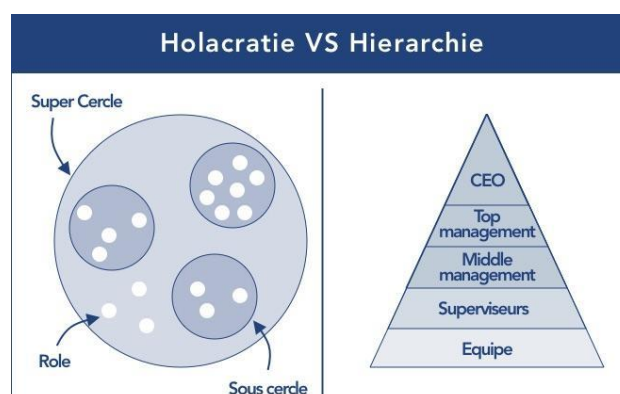 Holacratie VS Hierarchie
Super Cercle
Role
Sous cercle
CEO
Top
management
Middle
management
Superviseurs
Equipe